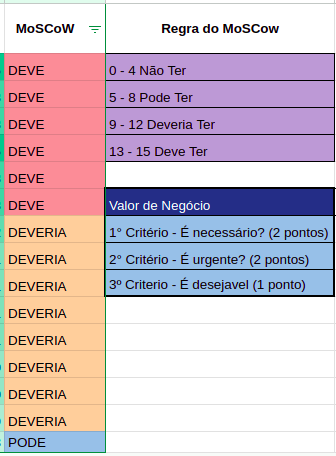 MoSCoW
Regra do MoSCow
DEVE
0 - 4 Não Ter
DEVE
5 - 8 Pode Ter
DEVE
9 - 12 Deveria Ter
DEVE
13 - 15 Deve Ter
DEVE
DEVE
Valor de Negócio
DEVERIA
1° Critério - É necessário? (2 pontos)
DEVERIA
2° Critério - É urgente? (2 pontos)
DEVERIA
3º Criterio - É desejavel (1 ponto)
DEVERIA
DEVERIA
DEVERIA
DEVERIA
DEVERIA
PODE